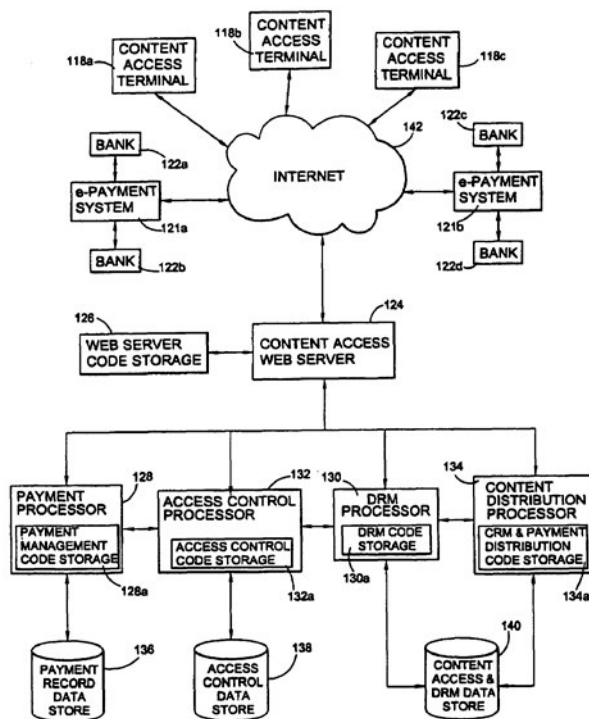 118a
CONTENT
ACCESS
TERMINAL
118b
CONTENT
ACCESS
TERMINAL
CONTENT
ACCESS
TERMINAL
118c
142
INTERNET
BANK
122a
e-PAYMENT
SYSTEM
121a
BANK
122b
122c
BANK
e-PAYMENT
SYSTEM
121b
BANK
122d
126
WEB SERVER
CODE STORAGE
124
CONTENT ACCESS
WEB SERVER
128
PAYMENT
PROCESSOR
PAYMENT
MANAGEMENT
CODE STORAGE
128a
132
ACCESS CONTROL
PROCESSOR
ACCESS CONTROL
CODE STORAGE
132a
130
DRM
PROCESSOR
DRM CODE
STORAGE
130a
134
CONTENT
DISTRIBUTION
PROCESSOR
CRM & PAYMENT
DISTRIBUTION
CODE STORAGE
134a
PAYMENT
RECORD
DATA
STORE
136
ACCESS
CONTROL
DATA
STORE
138
140
CONTENT
ACCESS &
DRM DATA
STORE